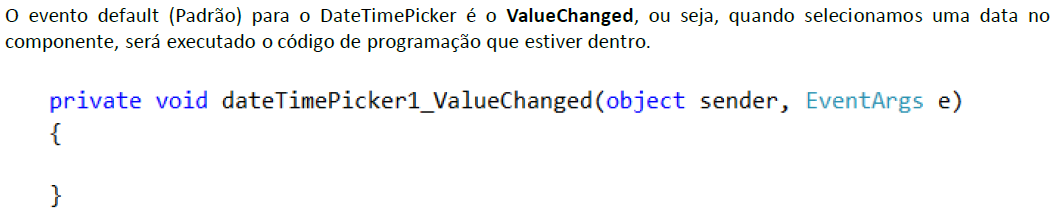 O evento default (Padrão) para o DateTimePicker é o ValueChanged, ou seja, quando selecionamos uma data no
componente, será executado o código de programação que estiver dentro.
private void dateTimePicker1_ValueChanged(object sender, EventArgs e)
{
}